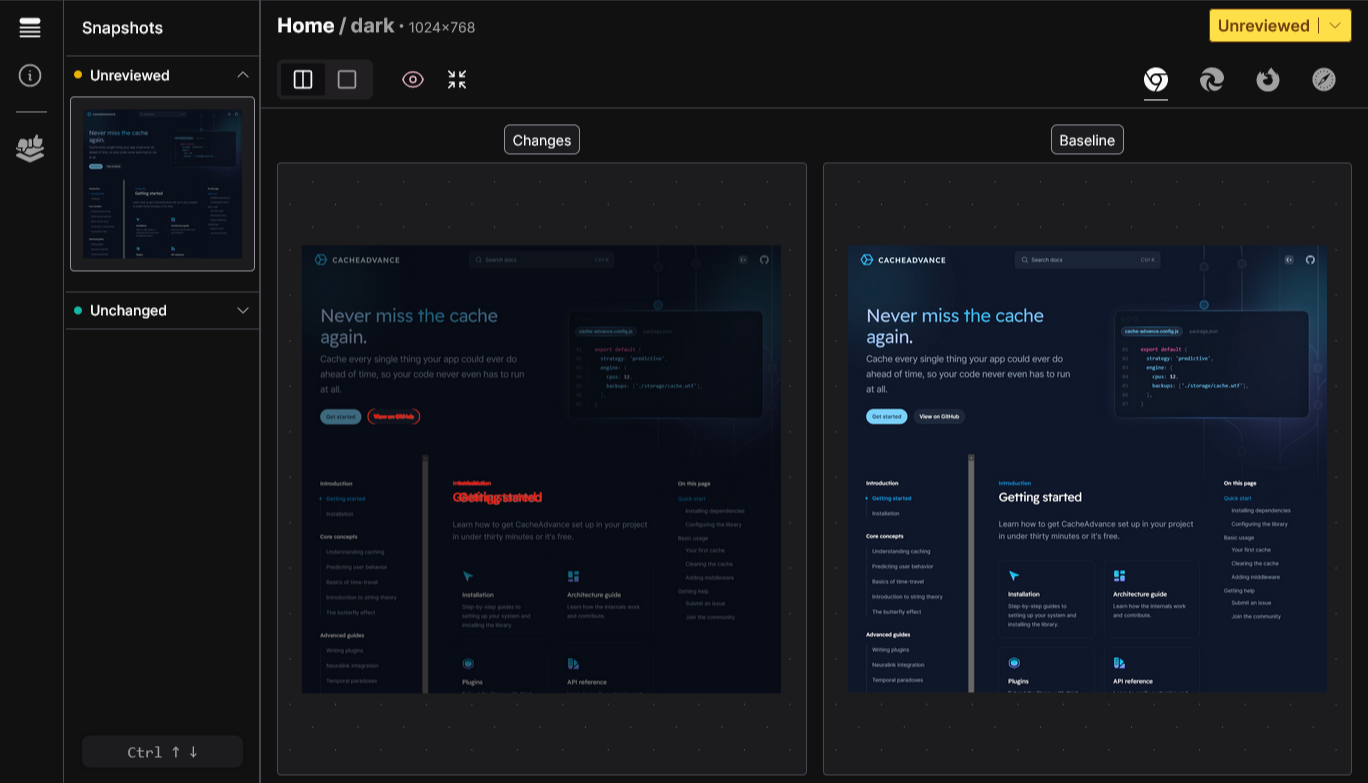 Snapshots
Home / dark • 1024×768
Unreviewed
Unreviewed
Unchanged
Ctrl ↑ ↓
Changes
Baseline
CACHEADVANCE
Search docs
Ctrl K
Never miss the cache
again.
Cache every single thing your app could ever do
ahead of time, so your code never even has to run
at all.
Get started
View on GitHub
cache-advance.config.js
package.json
export default {
strategy: 'predictive',
engine: {
cpus: 12,
backups: ['./storage/cache.wtf'],
},
}
Introduction
Getting started
Installation
Core concepts
Understanding caching
Predicting user behavior
Basics of time-travel
Introduction to string theory
The butterfly effect
Advanced guides
Writing plugins
Neuralink integration
Temporal paradoxes
Introduction
Getting started
Learn how to get CacheAdvance set up in your project
in under thirty minutes or it's free.
Installation
Step-by-step guides to
setting up your system and
installing the library.
Architecture guide
Learn how the internals work
and contribute.
Plugins
API reference
On this page
Quick start
Installing dependencies
Configuring the library
Basic usage
Your first cache
Clearing the cache
Adding middleware
Getting help
Submit an issue
Join the community
CACHEADVANCE
Search docs
Ctrl K
Never miss the cache
again.
Cache every single thing your app could ever do
ahead of time, so your code never even has to run
at all.
Get started
View on GitHub
cache-advance.config.js
package.json
01 export default {
02 strategy: 'predictive',
03 engine: {
04 cpus: 12,
05 backups: ['./storage/cache.wtf'],
06 },
07 }
Introduction
Getting started
Installation
Core concepts
Understanding caching
Predicting user behavior
Basics of time-travel
Introduction to string theory
The butterfly effect
Advanced guides
Writing plugins
Neuralink integration
Temporal paradoxes
Introduction
Getting started
Learn how to get CacheAdvance set up in your project
in under thirty minutes or it's free.
Installation
Step-by-step guides to
setting up your system and
installing the library.
Architecture guide
Learn how the internals work
and contribute.
Plugins
API reference
On this page
Quick start
Installing dependencies
Configuring the library
Basic usage
Your first cache
Clearing the cache
Adding middleware
Getting help
Submit an issue
Join the community